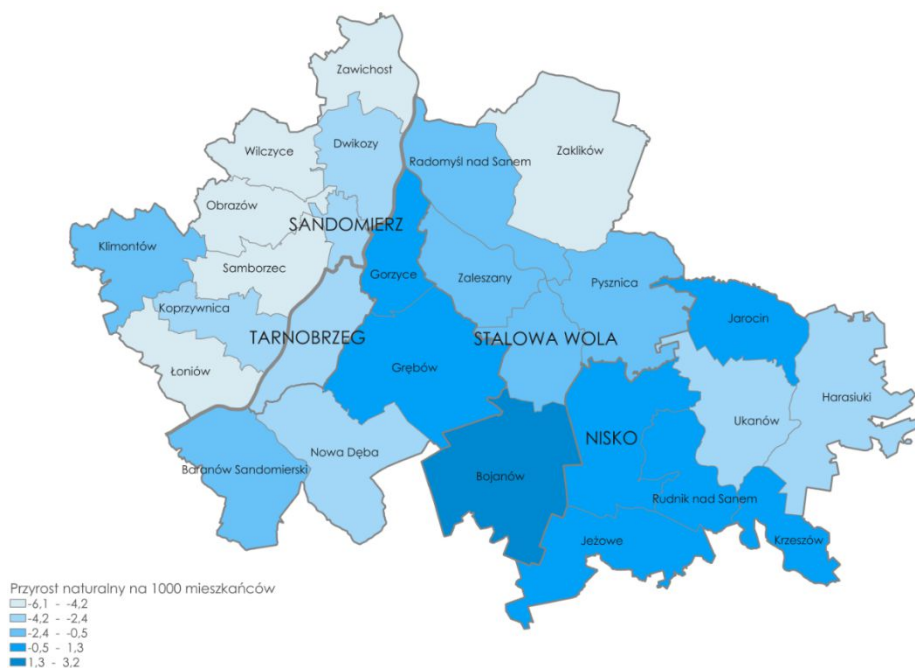 Zawichost
Dwikozy
Wilczyce
Radomyśl nad Sanem
Zaklików
Obrazów
SANDOMIERZ
Klimontów
Samborzec
Gorzyce
Zaleszany
Pysznica
Koprzywnica
Jarocin
TARNOBRZEG
STALOWA WOLA
Łoniów
Grębów
Harasiuki
Ukanów
NISKO
Nowa Dęba
Baranów Sandomierski
Bojanów
Rudnik nad Sanem
Jeżowe
Krzeszów
Przyrost naturalny na 1000 mieszkańców
-6,1 - -4,2
-4,2 - -2,4
-2,4 - -0,5
-0,5 - 1,3
1,3 - 3,2